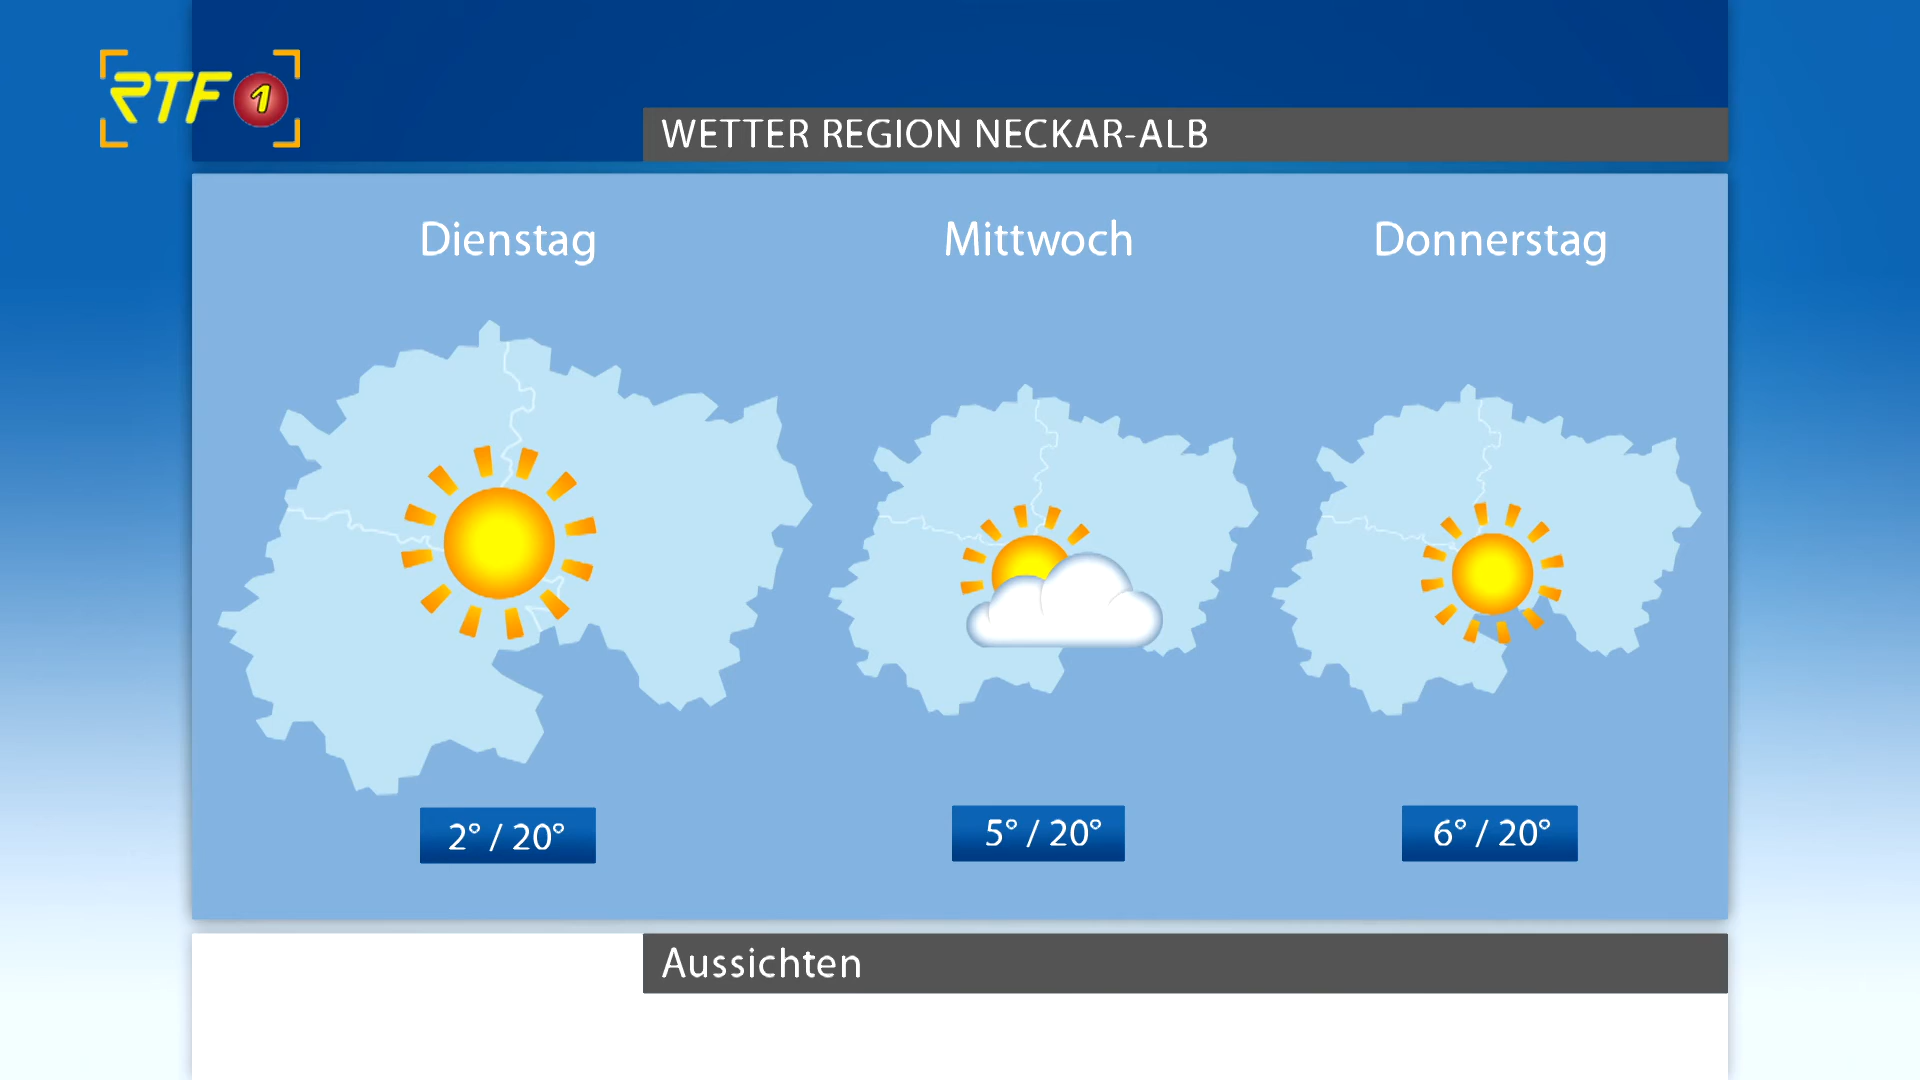 RTF 1
WETTER REGION NECKAR-ALB
Dienstag
Mittwoch
Donnerstag
2° / 20°
5° / 20°
6° / 20°
Aussichten